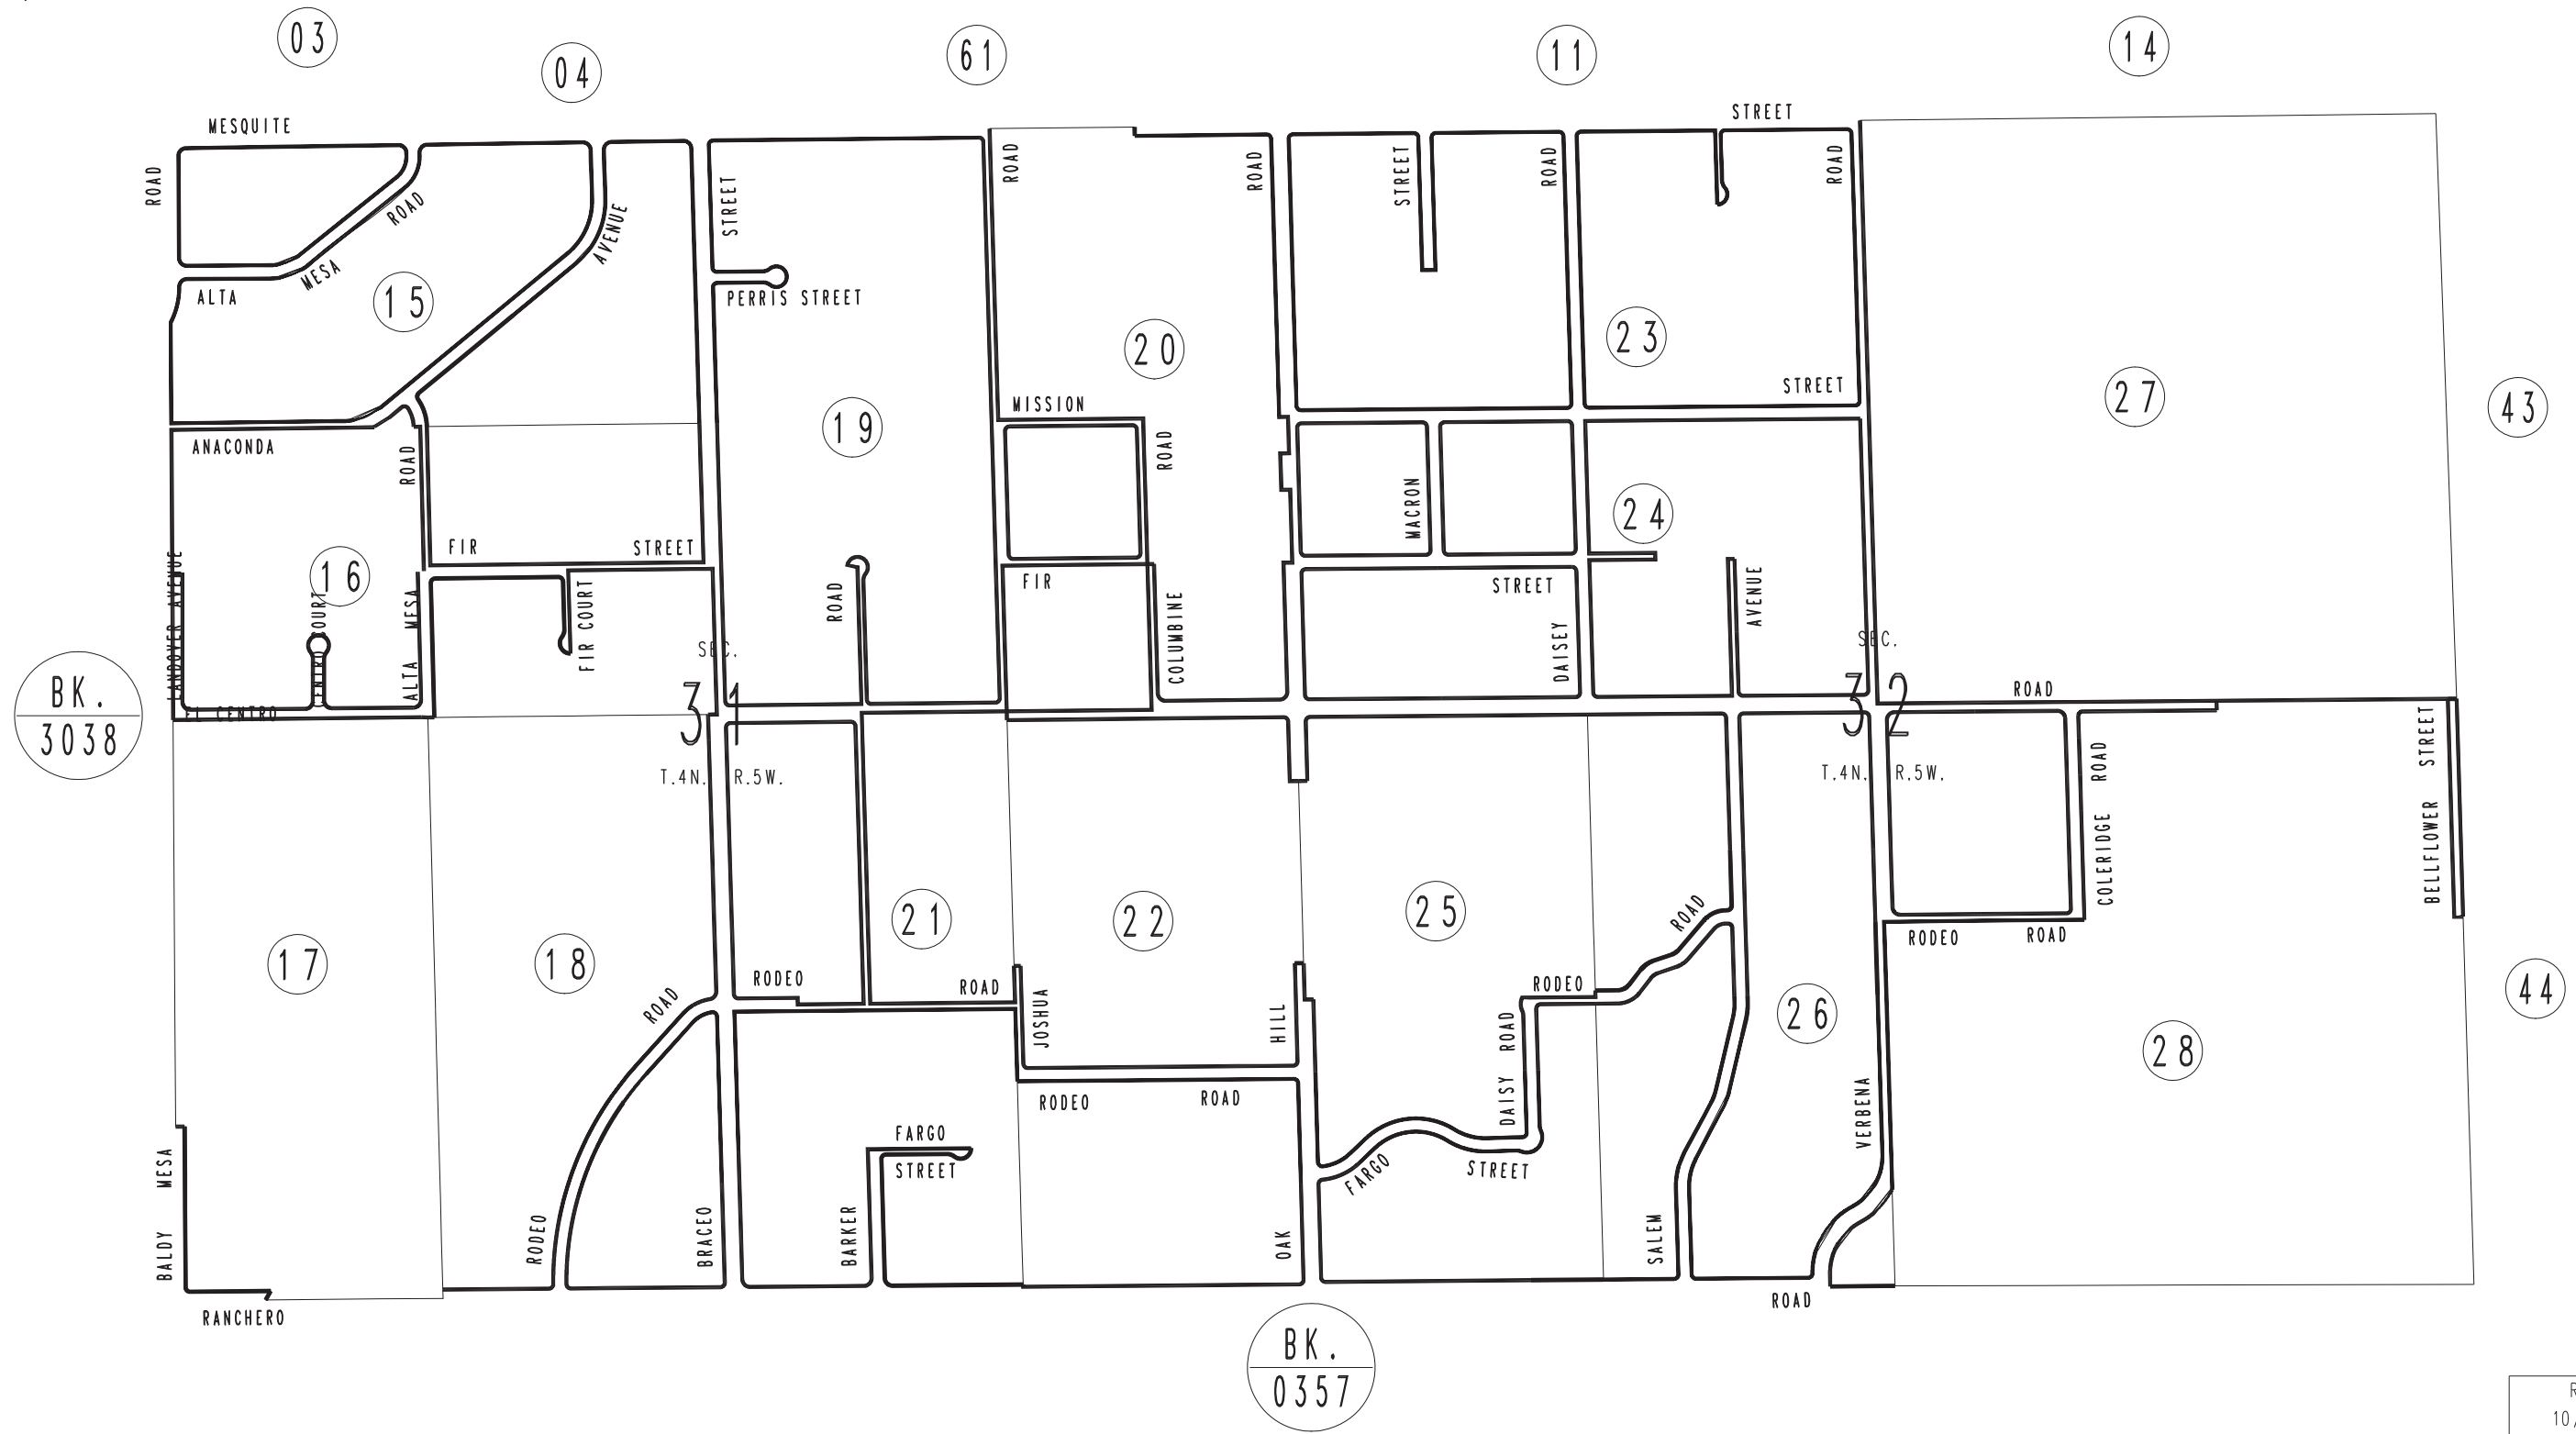 03
04
61
11
14
MESQUITE
STREET
ROAD
ROAD
MESA
ALTA
AVENUE
STREET
PERRIS STREET
ROAD
ROAD
STREET
ROAD
ROAD
15
20
23
STREET
27
43
19
MISSION
ROAD
ANACONDA
ROAD
MACRON
24
FIR STREET
16
LANDOVER AVENUE
COURT
MESA
ALTA
EL CENTRO
FIR COURT
ROAD
FIR
COLUMBINE
STREET
DAISEY
AVENUE
BK.
3038
SEC.
31
T.4N. R.5W.
SEC.
32
T.4N. R.5W.
ROAD
COLERIDGE ROAD
BELLFLOWER STREET
17
18
21
22
25
26
28
44
ROAD
RODEO
RODEO ROAD
JOSHUA
HILL
OAK
RODEO ROAD
RODEO
ROAD
DAISY ROAD
FARGO STREET
RODEO ROAD
VERBENA
SALEM
FARGO
STREET
BARKER
BRACEO
BALDY MESA
RANCHERO
ROAD
BK.
0357